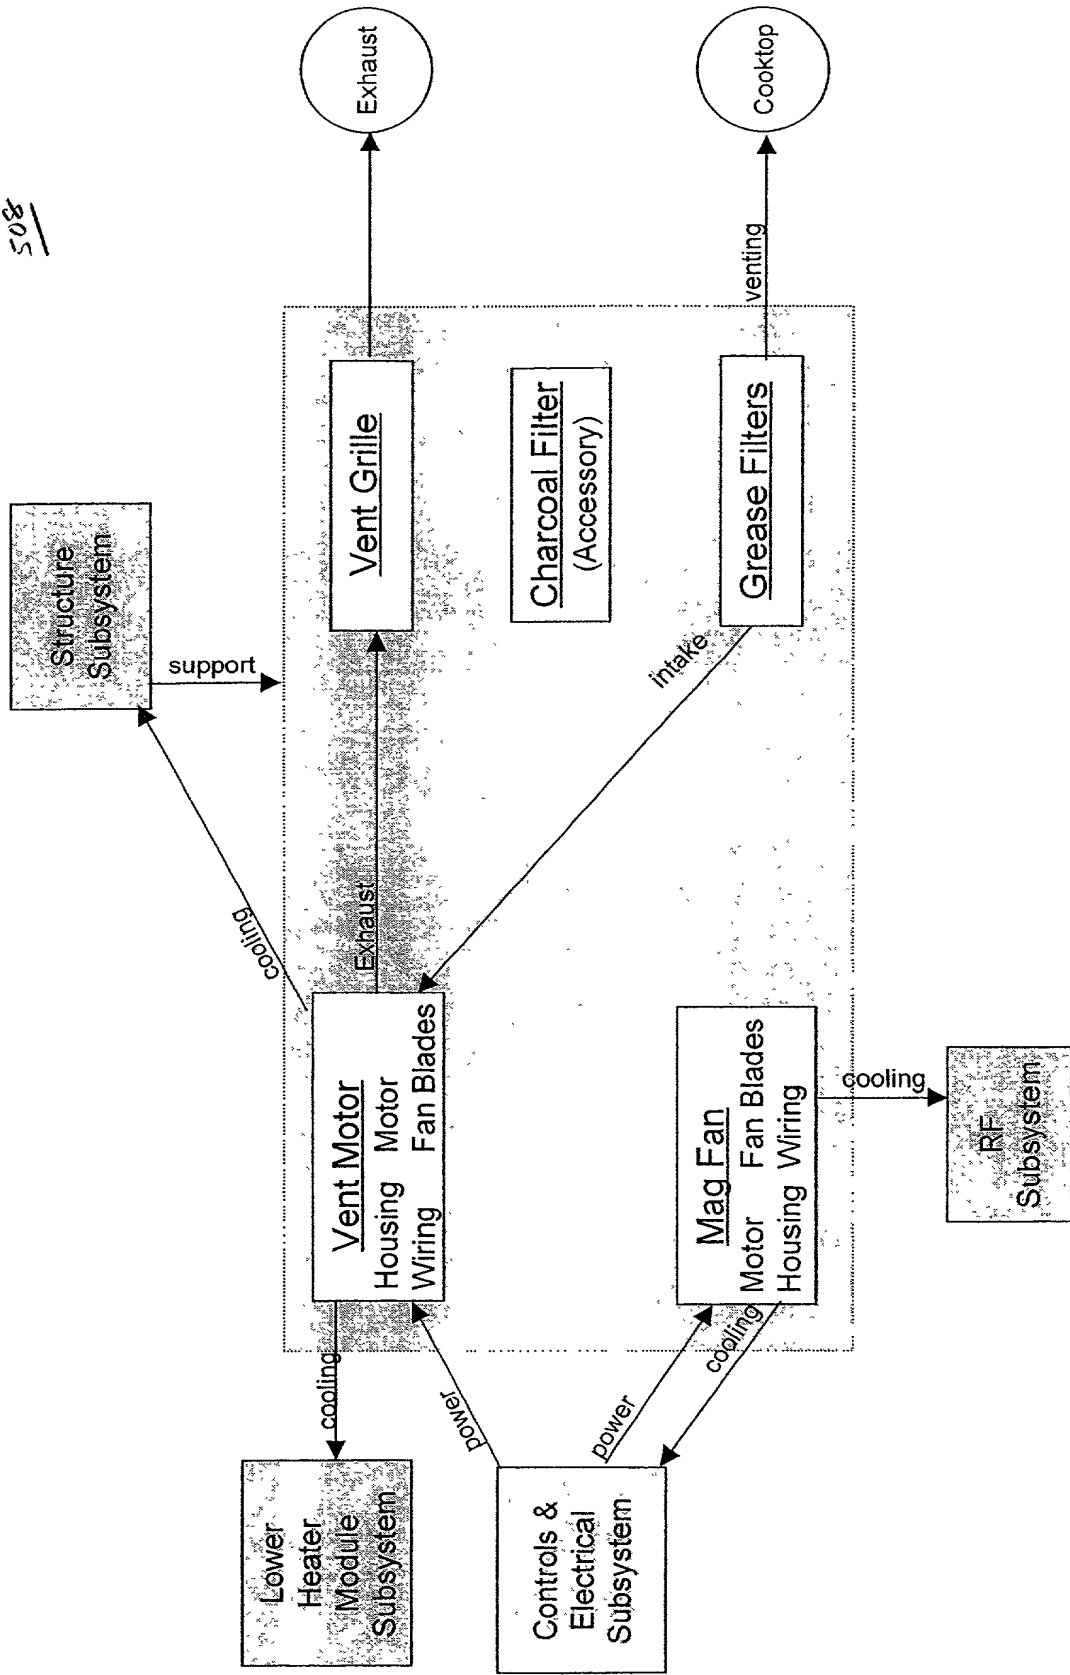 508
Structure
Subsystem
support
cooling
Lower
Heater
Module
Subsystem
cooling
Vent Motor
Housing Motor
Wiring Fan Blades
Exhaust
Vent Grille
Exhaust
Charcoal Filter
(Accessory)
power
intake
Controls &
Electrical
Subsystem
power
cooling
Mag Fan
Motor Fan Blades
Housing Wiring
Grease Filters
venting
Cooktop
cooling
RF
Subsystem